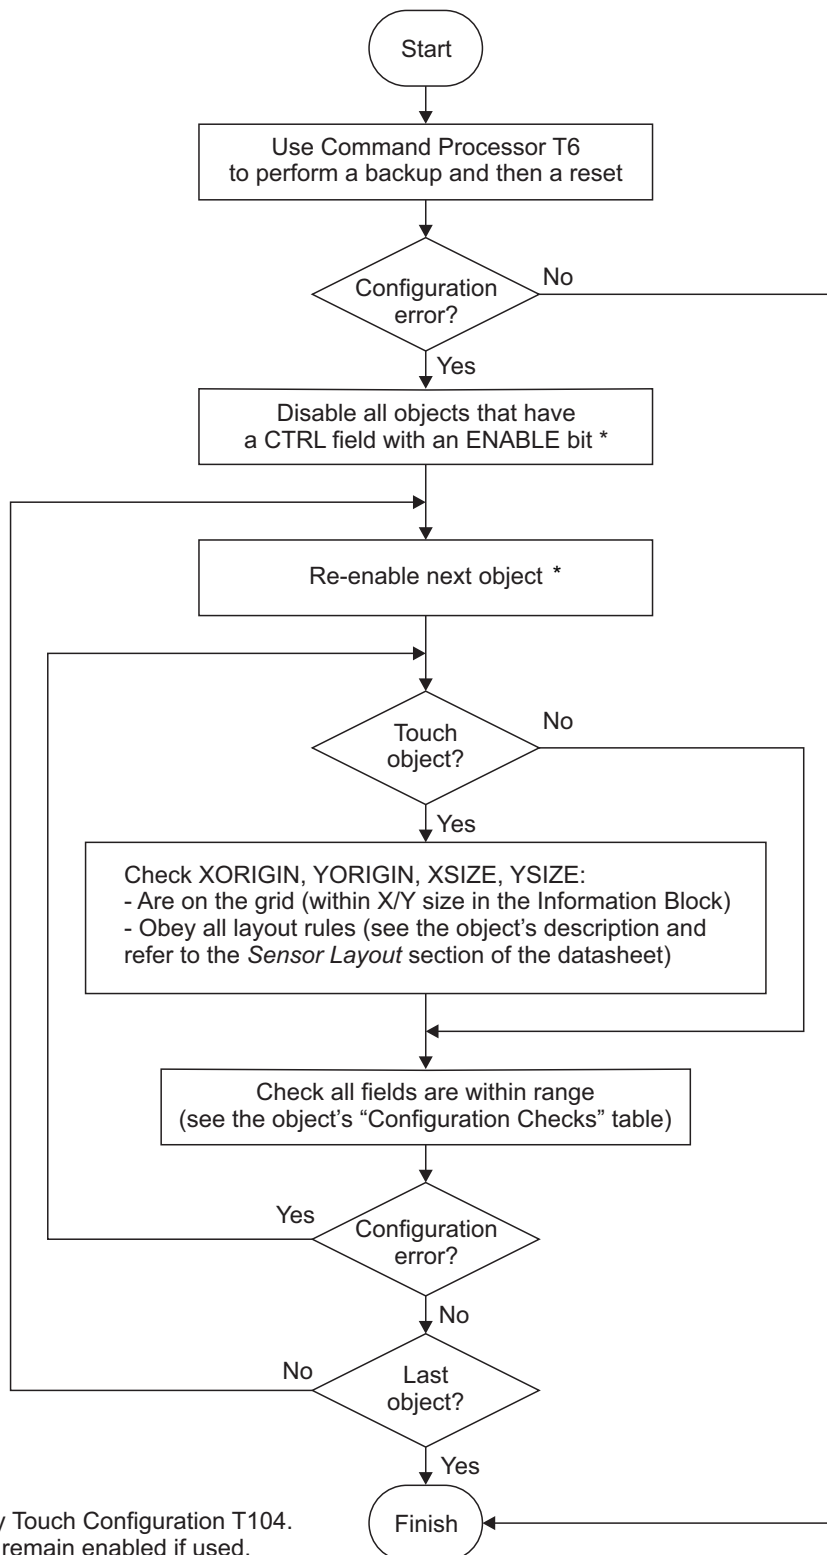 Start
Use Command Processor T6
to perform a backup and then a reset
Configuration
error?
No
Yes
Disable all objects that have
a CTRL field with an ENABLE bit *
Re-enable next object *
Touch
object?
No
Yes
Check XORIGIN, YORIGIN, XSIZE, YSIZE:
- Are on the grid (within X/Y size in the Information Block)
- Obey all layout rules (see the object’s description and
refer to the Sensor Layout section of the datasheet)
Check all fields are within range
(see the object’s “Configuration Checks” table)
Configuration
error?
Yes
No
Last
object?
No
Yes
Finish
Touch Configuration T104.
remain enabled if used.